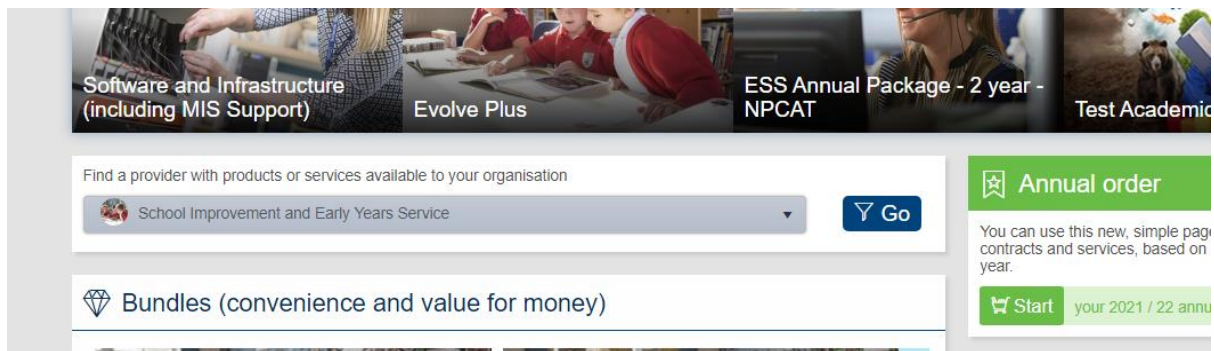 Software and Infrastructure
(including MIS Support)
Evolve Plus
ESS Annual Package - 2 year -
NPCAT
Test Academic
Find a provider with products or services available to your organisation
School Improvement and Early Years Service
Go
Annual order
You can use this new, simple page
contracts and services, based on
year.
Bundles (convenience and value for money)
Start
your 2021 / 22 annu